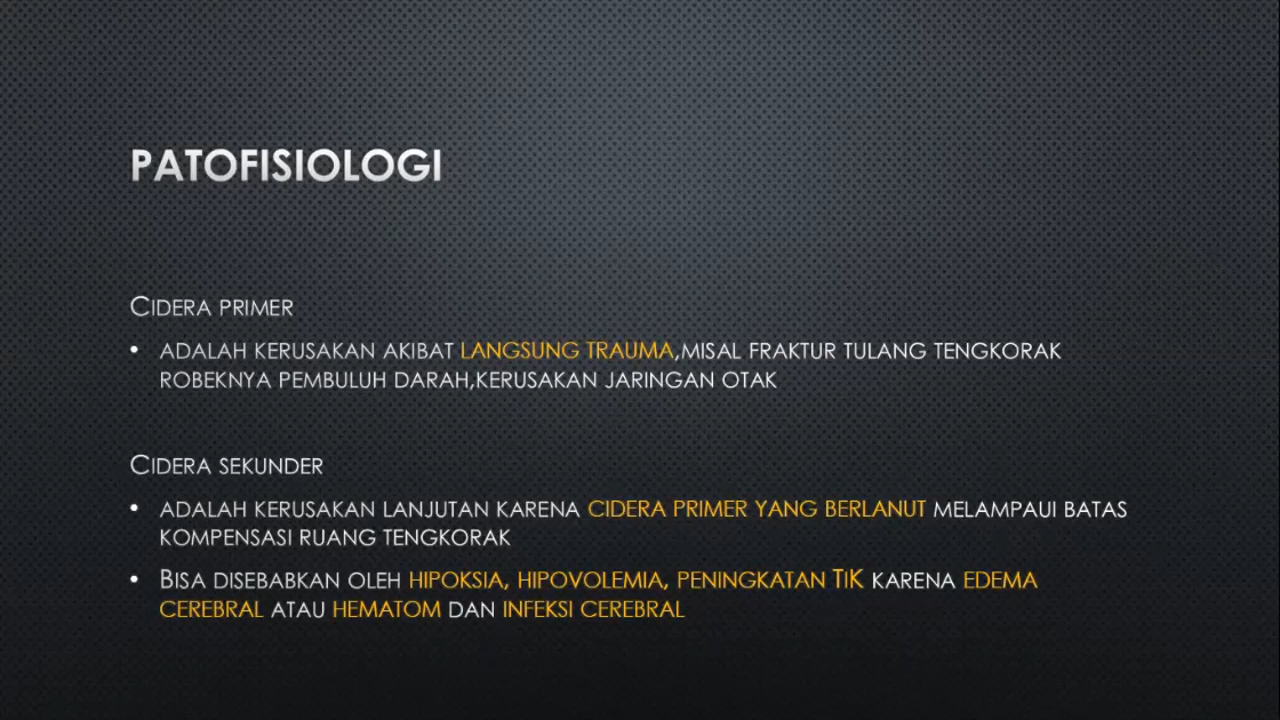 PATOFISIOLOGI
CIDERA PRIMER
• ADALAH KERUSAKAN AKIBAT LANGSUNG TRAUMA,MISAL FRAKTUR TULANG TENGKORAK
ROBEKNYA PEMBULUH DARAH,KERUSAKAN JARINGAN OTAK
CIDERA SEKUNDER
• ADALAH KERUSAKAN LANJUTAN KARENA CIDERA PRIMER YANG BERLANUT MELAMPAUI BATAS
KOMPENSASI RUANG TENGKORAK
• BISA DISEBABKAN OLEH HIPOKSIA, HIPOVOLEMIA, PENINGKATAN TIK KARENA EDEMA
CEREBRAL ATAU HEMATOM DAN INFEKSI CEREBRAL